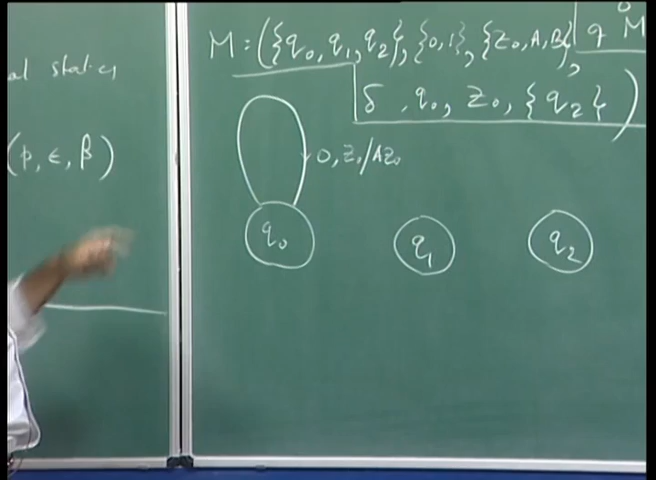 al states
(p, ε, β)
M = ({q₀, q₁, q₂}, {0, 1}, {Z₀, A, B},
δ, q₀, Z₀, {q₂})
q M
0, Z₀/AZ₀
q₀ q₁ q₂